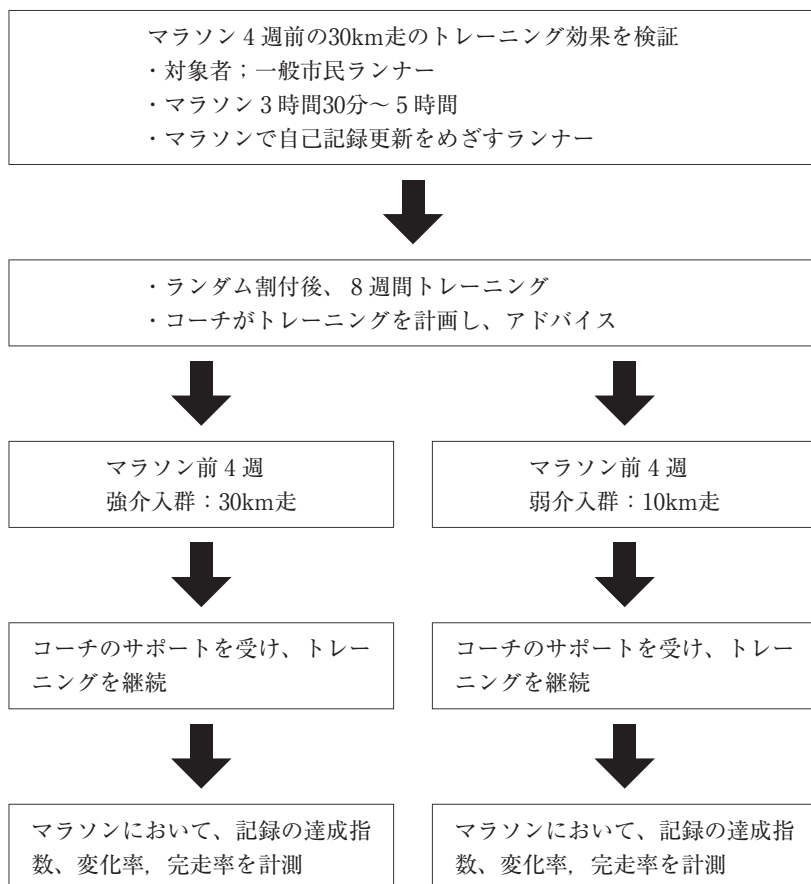 マラソン４週前の30km走のトレーニング効果を検証
・対象者；一般市民ランナー
・マラソン３時間30分～５時間
・マラソンで自己記録更新をめざすランナー
・ランダム割付後、８週間トレーニング
・コーチがトレーニングを計画し、アドバイス
マラソン前４週
強介入群：30km走
マラソン前４週
弱介入群：10km走
コーチのサポートを受け、トレー
ニングを継続
コーチのサポートを受け、トレー
ニングを継続
マラソンにおいて、記録の達成指
数、変化率，完走率を計測
マラソンにおいて、記録の達成指
数、変化率，完走率を計測